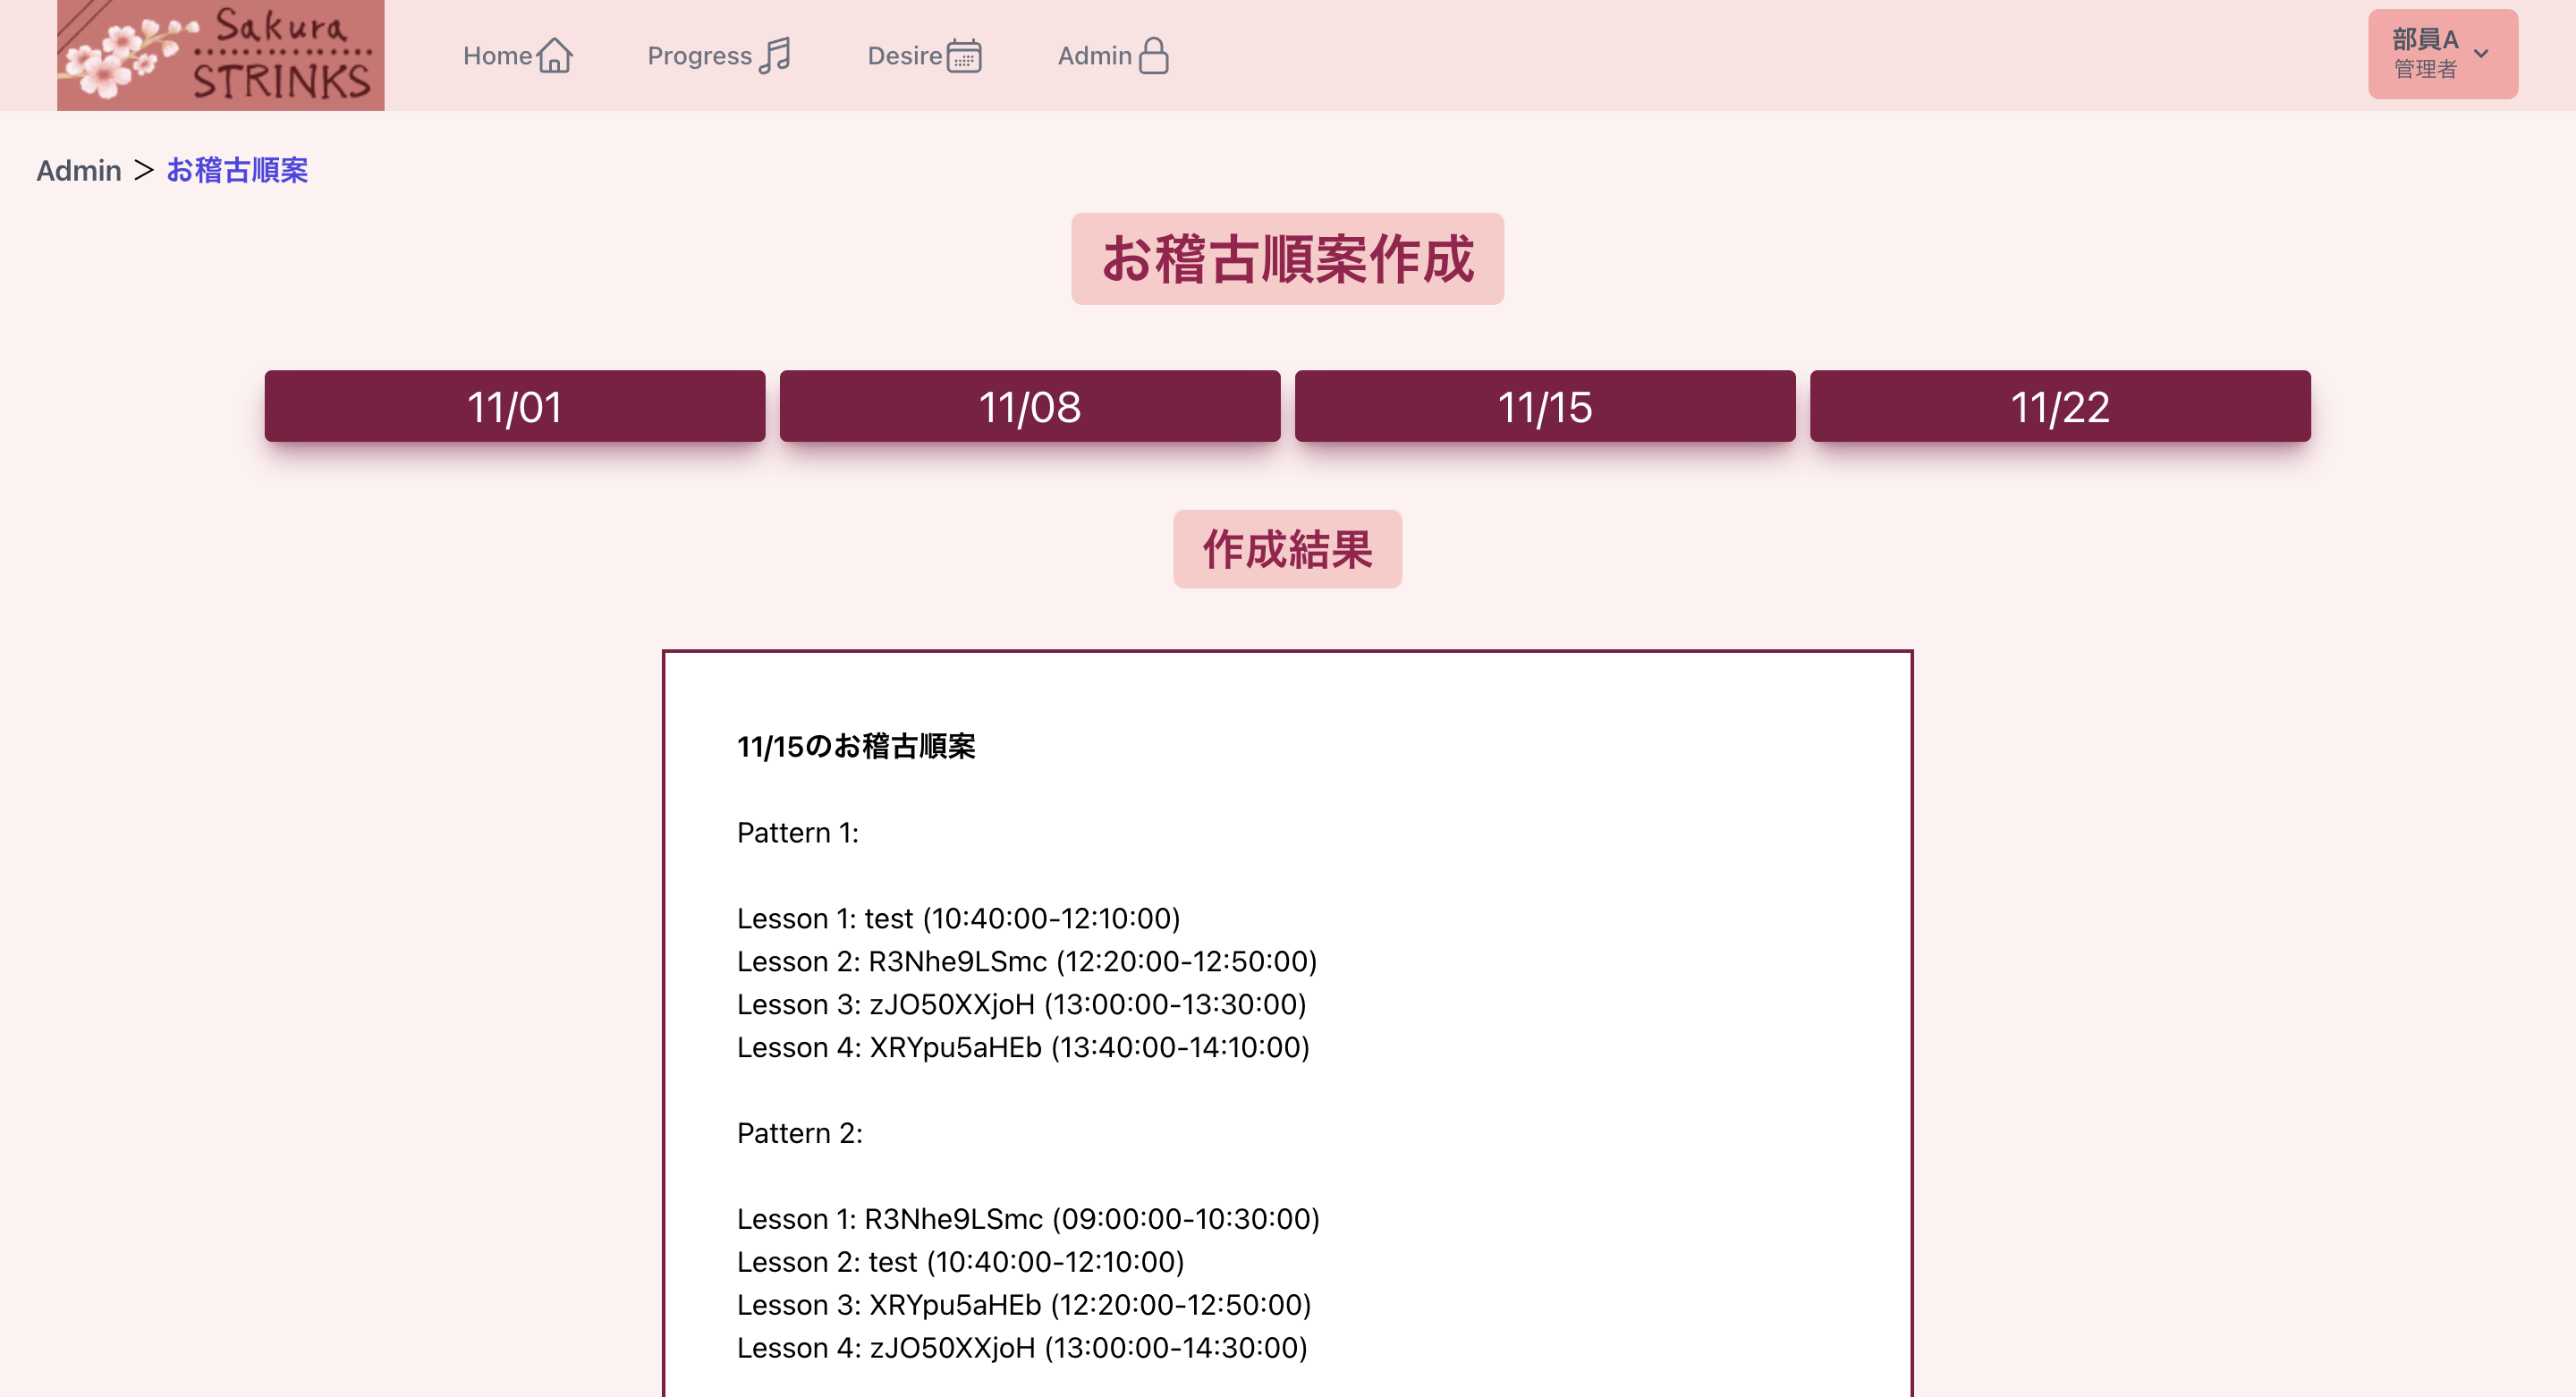 Sakura
STRINKS
Home
Progress
Desire
Admin
部員A
管理者
Admin > お稽古順案
お稽古順案作成
11/01
11/08
11/15
11/22
作成結果
11/15のお稽古順案
Pattern 1:
Lesson 1: test (10:40:00-12:10:00)
Lesson 2: R3Nhe9LSmc (12:20:00-12:50:00)
Lesson 3: zJO50XXjoH (13:00:00-13:30:00)
Lesson 4: XRYpu5aHEb (13:40:00-14:10:00)
Pattern 2:
Lesson 1: R3Nhe9LSmc (09:00:00-10:30:00)
Lesson 2: test (10:40:00-12:10:00)
Lesson 3: XRYpu5aHEb (12:20:00-12:50:00)
Lesson 4: zJO50XXjoH (13:00:00-14:30:00)